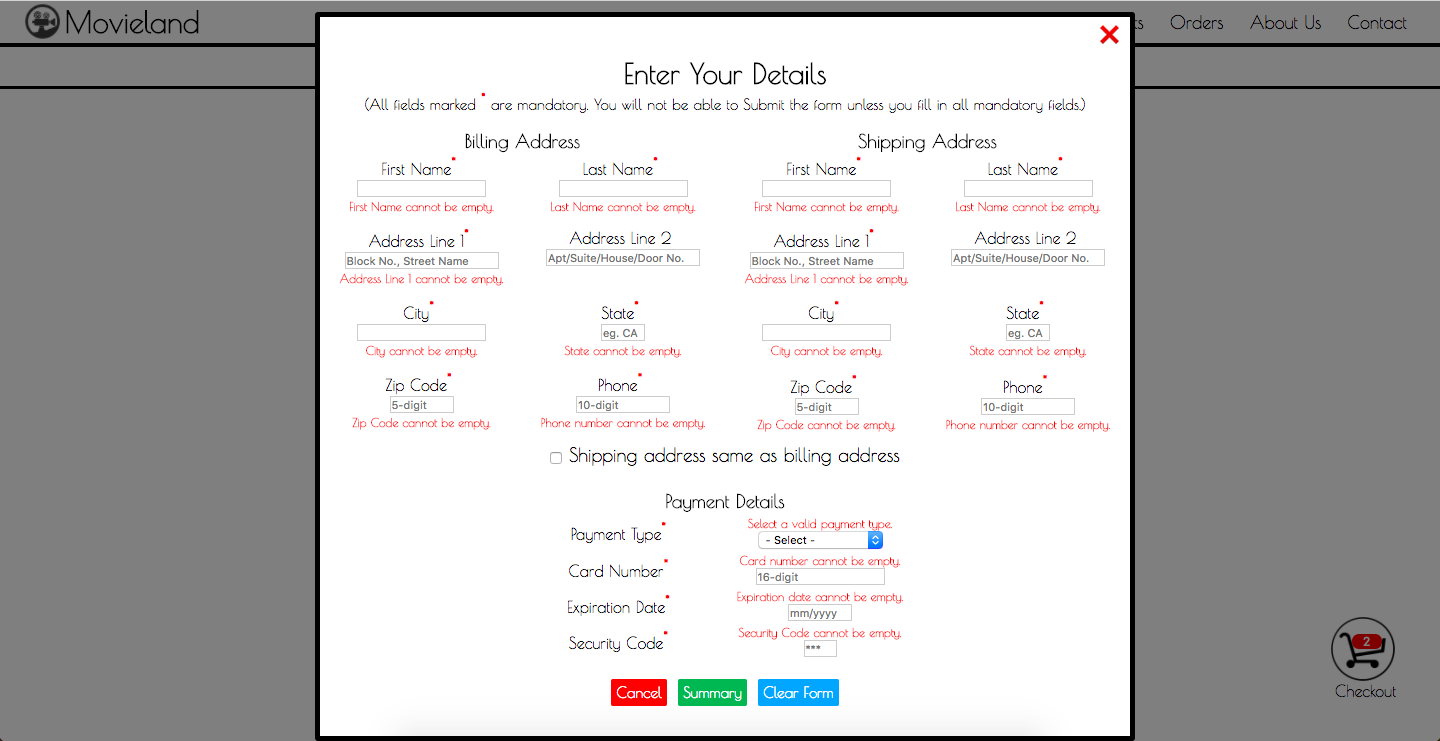 Movieland
Orders About Us Contact
Enter Your Details
(All fields marked * are mandatory. You will not be able to Submit the form unless you fill in all mandatory fields.)
Billing Address Shipping Address
First Name* Last Name* First Name* Last Name*
First Name cannot be empty. Last Name cannot be empty. First Name cannot be empty. Last Name cannot be empty.
Address Line 1* Address Line 2 Address Line 1* Address Line 2
Block No., Street Name Apt/Suite/House/Door No. Block No., Street Name Apt/Suite/House/Door No.
Address Line 1 cannot be empty. Address Line 1 cannot be empty.
City* State* City* State*
eg. CA eg. CA
City cannot be empty. State cannot be empty. City cannot be empty. State cannot be empty.
Zip Code* Phone* Zip Code* Phone*
5-digit 10-digit 5-digit 10-digit
Zip Code cannot be empty. Phone number cannot be empty. Zip Code cannot be empty. Phone number cannot be empty.
Shipping address same as billing address
Payment Details
Select a valid payment type.
Payment Type* - Select -
Card number cannot be empty.
Card Number* 16-digit
Expiration date cannot be empty.
Expiration Date* mm/yyyy
Security Code cannot be empty.
Security Code* ***
Cancel Summary Clear Form
2
Checkout